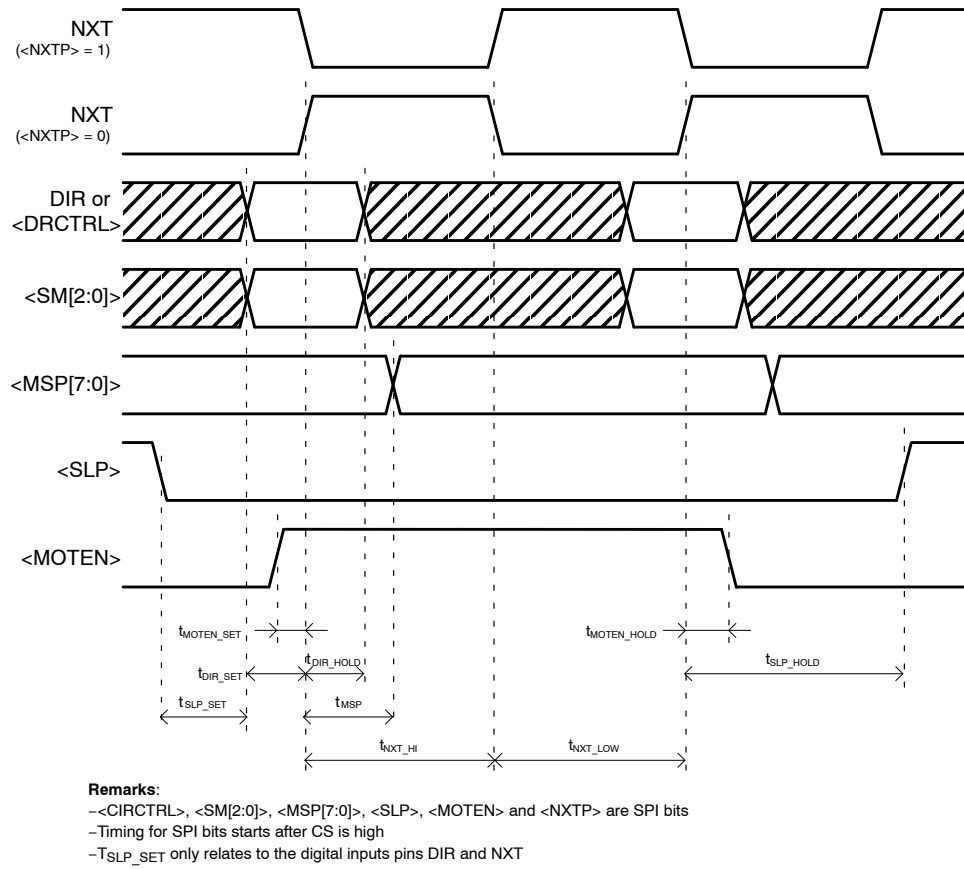 NXT
(<NXTP> = 1)
NXT
(<NXTP> = 0)
DIR or
<DRCTRL>
<SM[2:0]>
<MSP[7:0]>
<SLP>
<MOTEN>
tMOTEN_SET
tMOTEN_HOLD
tDIR_SET
tDIR_HOLD
tSLP_HOLD
tSLP_SET
tMSP
tNXT_HI
tNXT_LOW
Remarks:
–<CIRCTRL>, <SM[2:0]>, <MSP[7:0]>, <SLP>, <MOTEN> and <NXTP> are SPI bits
–Timing for SPI bits starts after CS is high
–TSLP_SET only relates to the digital inputs pins DIR and NXT